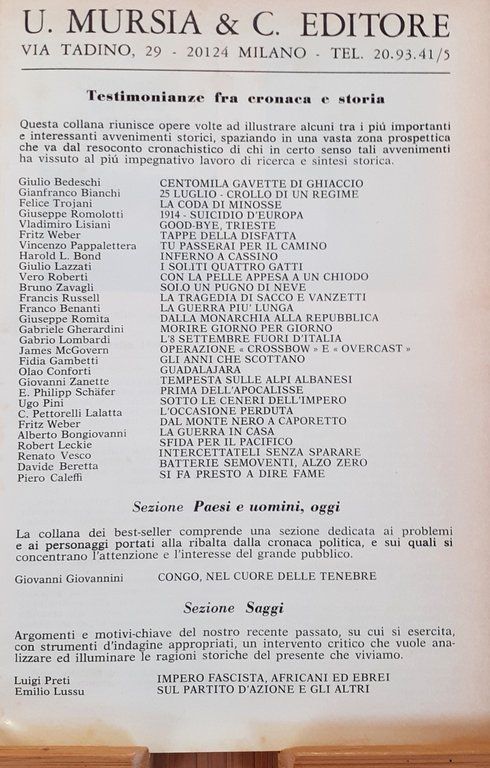 U. MURSIA & C. EDITORE
VIA TADINO, 29 - 20124 MILANO - TEL. 20.93.41/5
Testimonianze fra cronaca e storia
Questa collana riunisce opere volte ad illustrare alcuni tra i piú importanti
e interessanti avvenimenti storici, spaziando in una vasta zona prospettica
che va dal resoconto cronachistico di chi in certo senso tali avvenimenti
ha vissuto al piú impegnativo lavoro di ricerca e sintesi storica.
Giulio Bedeschi CENTOMILA GAVETTE DI GHIACCIO
Gianfranco Bianchi 25 LUGLIO - CROLLO DI UN REGIME
Felice Trojani LA CODA DI MINOSSE
Giuseppe Romolotti 1914 - SUICIDIO D'EUROPA
Vladimiro Lisiani GOOD-BYE, TRIESTE
Fritz Weber TAPPE DELLA DISFATTA
Vincenzo Pappalettera TU PASSERAI PER IL CAMINO
Harold L. Bond INFERNO A CASSINO
Giulio Lazzati I SOLITI QUATTRO GATTI
Vero Roberti CON LA PELLE APPESA A UN CHIODO
Bruno Zavagli SOLO UN PUGNO DI NEVE
Francis Russell LA TRAGEDIA DI SACCO E VANZETTI
Franco Benanti LA GUERRA PIU' LUNGA
Giuseppe Romita DALLA MONARCHIA ALLA REPUBBLICA
Gabriele Gherardini MORIRE GIORNO PER GIORNO
Gabrio Lombardi L'8 SETTEMBRE FUORI D'ITALIA
James McGovern OPERAZIONE « CROSSBOW » E « OVERCAST »
Fidia Gambetti GLI ANNI CHE SCOTTANO
Olao Conforti GUADALAJARA
Giovanni Zanette TEMPESTA SULLE ALPI ALBANESI
E. Philipp Schäfer PRIMA DELL'APOCALISSE
Ugo Pini SOTTO LE CENERI DELL'IMPERO
C. Pettorelli Lalatta L'OCCASIONE PERDUTA
Fritz Weber DAL MONTE NERO A CAPORETTO
Alberto Bongiovanni LA GUERRA IN CASA
Robert Leckie SFIDA PER IL PACIFICO
Renato Vesco INTERCETTATELI SENZA SPARARE
Davide Beretta BATTERIE SEMOVENTI, ALZO ZERO
Piero Caleffi SI FA PRESTO A DIRE FAME
Sezione Paesi e uomini, oggi
La collana dei best-seller comprende una sezione dedicata ai problemi
e ai personaggi portati alla ribalta dalla cronaca politica, e sui quali si
concentrano l'attenzione e l'interesse del grande pubblico.
Giovanni Giovannini CONGO, NEL CUORE DELLE TENEBRE
Sezione Saggi
Argomenti e motivi-chiave del nostro recente passato, su cui si esercita,
con strumenti d'indagine appropriati, un intervento critico che vuole ana-
lizzare ed illuminare le ragioni storiche del presente che viviamo.
Luigi Preti IMPERO FASCISTA, AFRICANI ED EBREI
Emilio Lussu SUL PARTITO D'AZIONE E GLI ALTRI